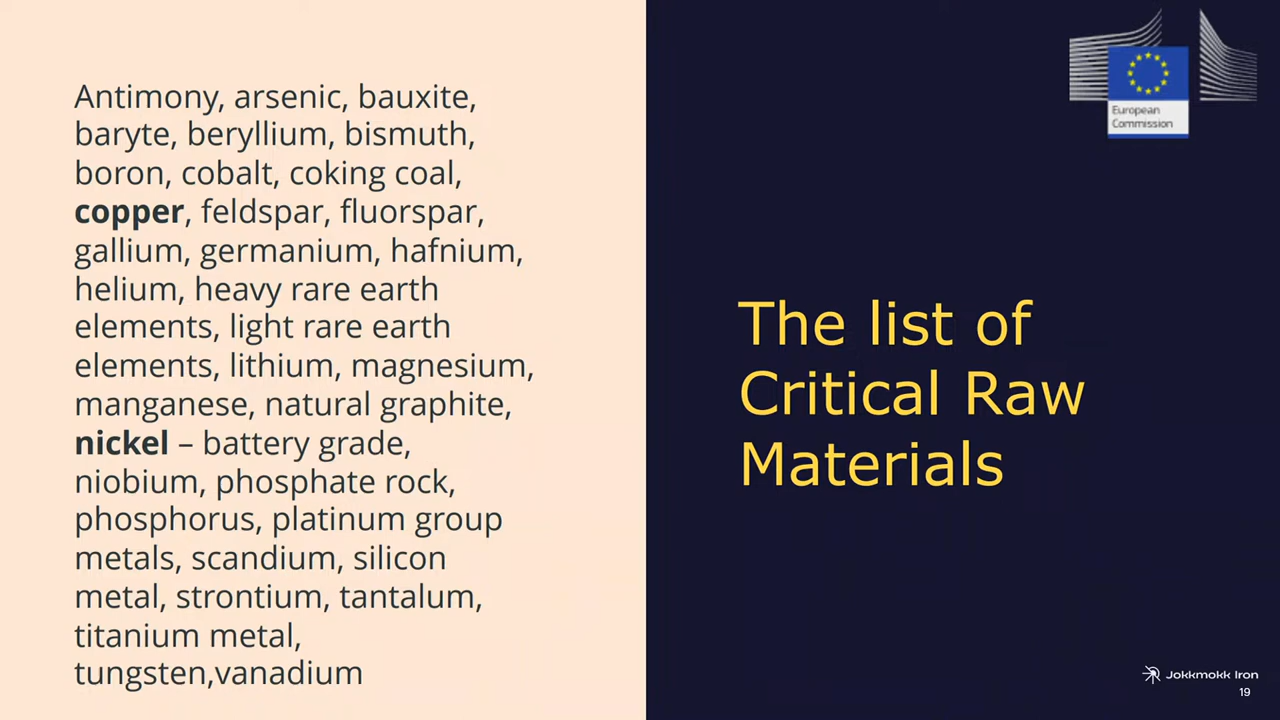 Antimony, arsenic, bauxite,
baryte, beryllium, bismuth,
boron, cobalt, coking coal,
copper, feldspar, fluorspar,
gallium, germanium, hafnium,
helium, heavy rare earth
elements, light rare earth
elements, lithium, magnesium,
manganese, natural graphite,
nickel – battery grade,
niobium, phosphate rock,
phosphorus, platinum group
metals, scandium, silicon
metal, strontium, tantalum,
titanium metal,
tungsten,vanadium
European
Commission
The list of
Critical Raw
Materials
Jokkmokk Iron
19